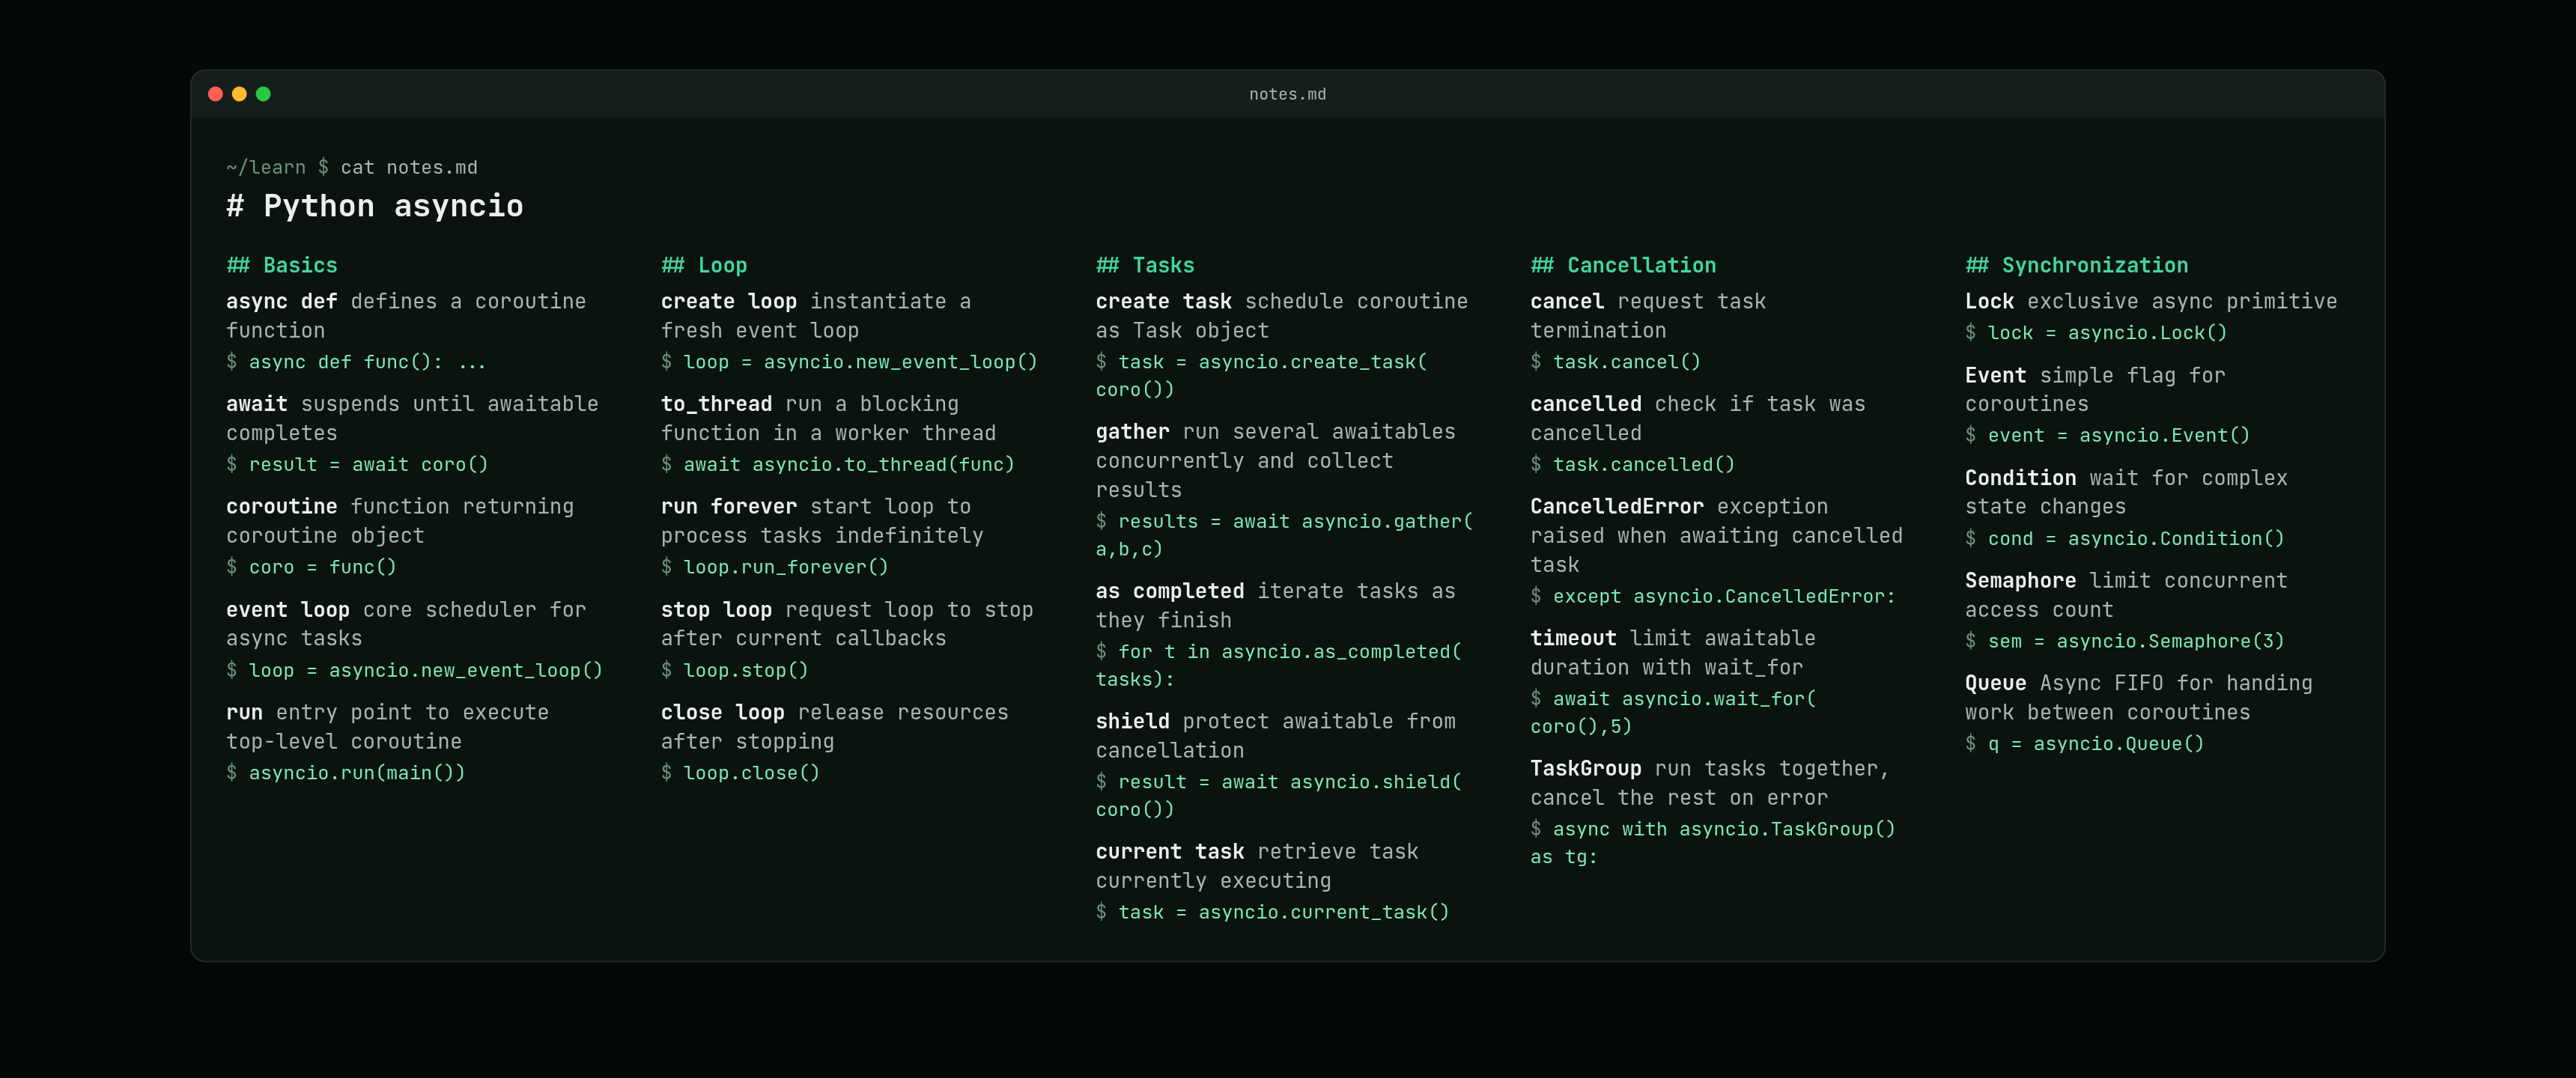 notes.md
~/learn $ cat notes.md
# Python asyncio
## Basics
async def defines a coroutine
function
$ async def func(): ...
await suspends until awaitable
completes
$ result = await coro()
coroutine function returning
coroutine object
$ coro = func()
event loop core scheduler for
async tasks
$ loop = asyncio.new_event_loop()
run entry point to execute
top-level coroutine
$ asyncio.run(main())
## Loop
create loop instantiate a
fresh event loop
$ loop = asyncio.new_event_loop()
to_thread run a blocking
function in a worker thread
$ await asyncio.to_thread(func)
run forever start loop to
process tasks indefinitely
$ loop.run_forever()
stop loop request loop to stop
after current callbacks
$ loop.stop()
close loop release resources
after stopping
$ loop.close()
## Tasks
create task schedule coroutine
as Task object
$ task = asyncio.create_task(
coro())
gather run several awaitables
concurrently and collect
results
$ results = await asyncio.gather(
a,b,c)
as completed iterate tasks as
they finish
$ for t in asyncio.as_completed(
tasks):
shield protect awaitable from
cancellation
$ result = await asyncio.shield(
coro())
current task retrieve task
currently executing
$ task = asyncio.current_task()
## Cancellation
cancel request task
termination
$ task.cancel()
cancelled check if task was
cancelled
$ task.cancelled()
CancelledError exception
raised when awaiting cancelled
task
$ except asyncio.CancelledError:
timeout limit awaitable
duration with wait_for
$ await asyncio.wait_for(
coro(),5)
TaskGroup run tasks together,
cancel the rest on error
$ async with asyncio.TaskGroup()
as tg:
## Synchronization
Lock exclusive async primitive
$ lock = asyncio.Lock()
Event simple flag for
coroutines
$ event = asyncio.Event()
Condition wait for complex
state changes
$ cond = asyncio.Condition()
Semaphore limit concurrent
access count
$ sem = asyncio.Semaphore(3)
Queue Async FIFO for handing
work between coroutines
$ q = asyncio.Queue()